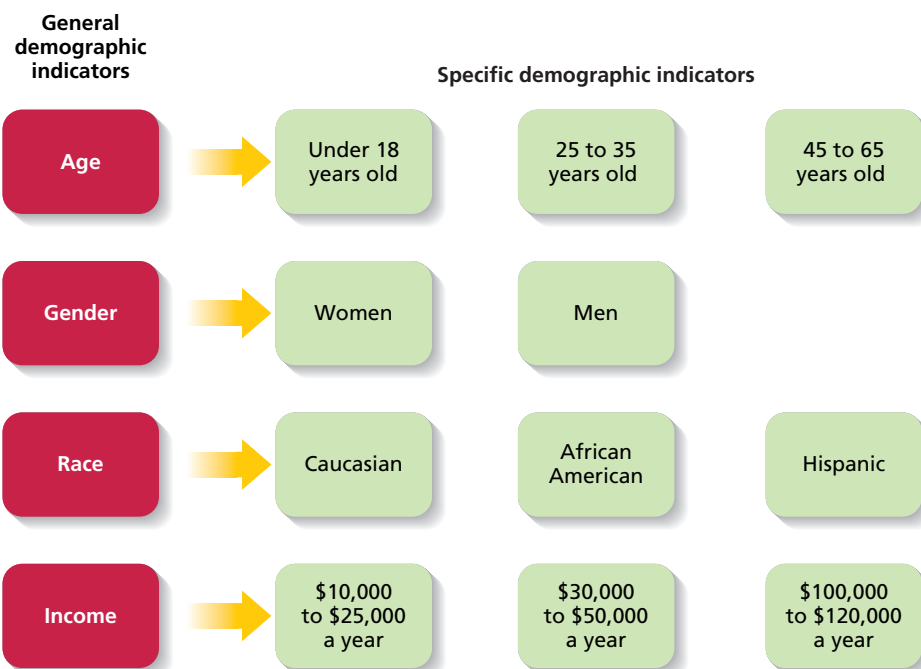 General
demographic
indicators
Specific demographic indicators
Age
Under 18
years old
25 to 35
years old
45 to 65
years old
Gender
Women
Men
Race
Caucasian
African
American
Hispanic
Income
$10,000
to $25,000
a year
$30,000
to $50,000
a year
$100,000
to $120,000
a year